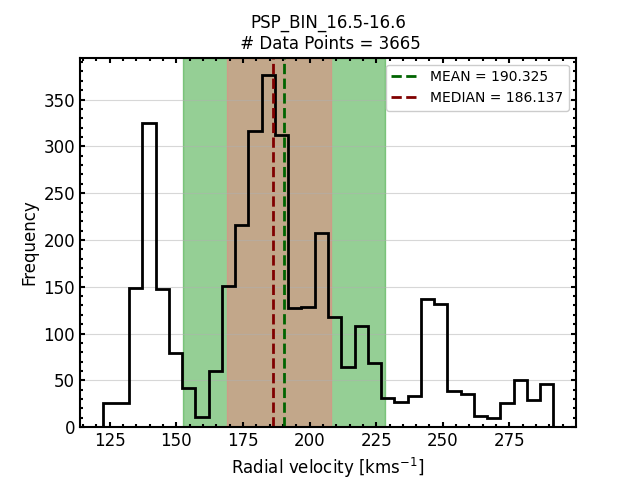 PSP_BIN_16.5-16.6
# Data Points = 3665
MEAN = 190.325
MEDIAN = 186.137
Frequency
350
300
250
200
150
100
50
0
125 150 175 200 225 250 275
Radial velocity [kms⁻¹]